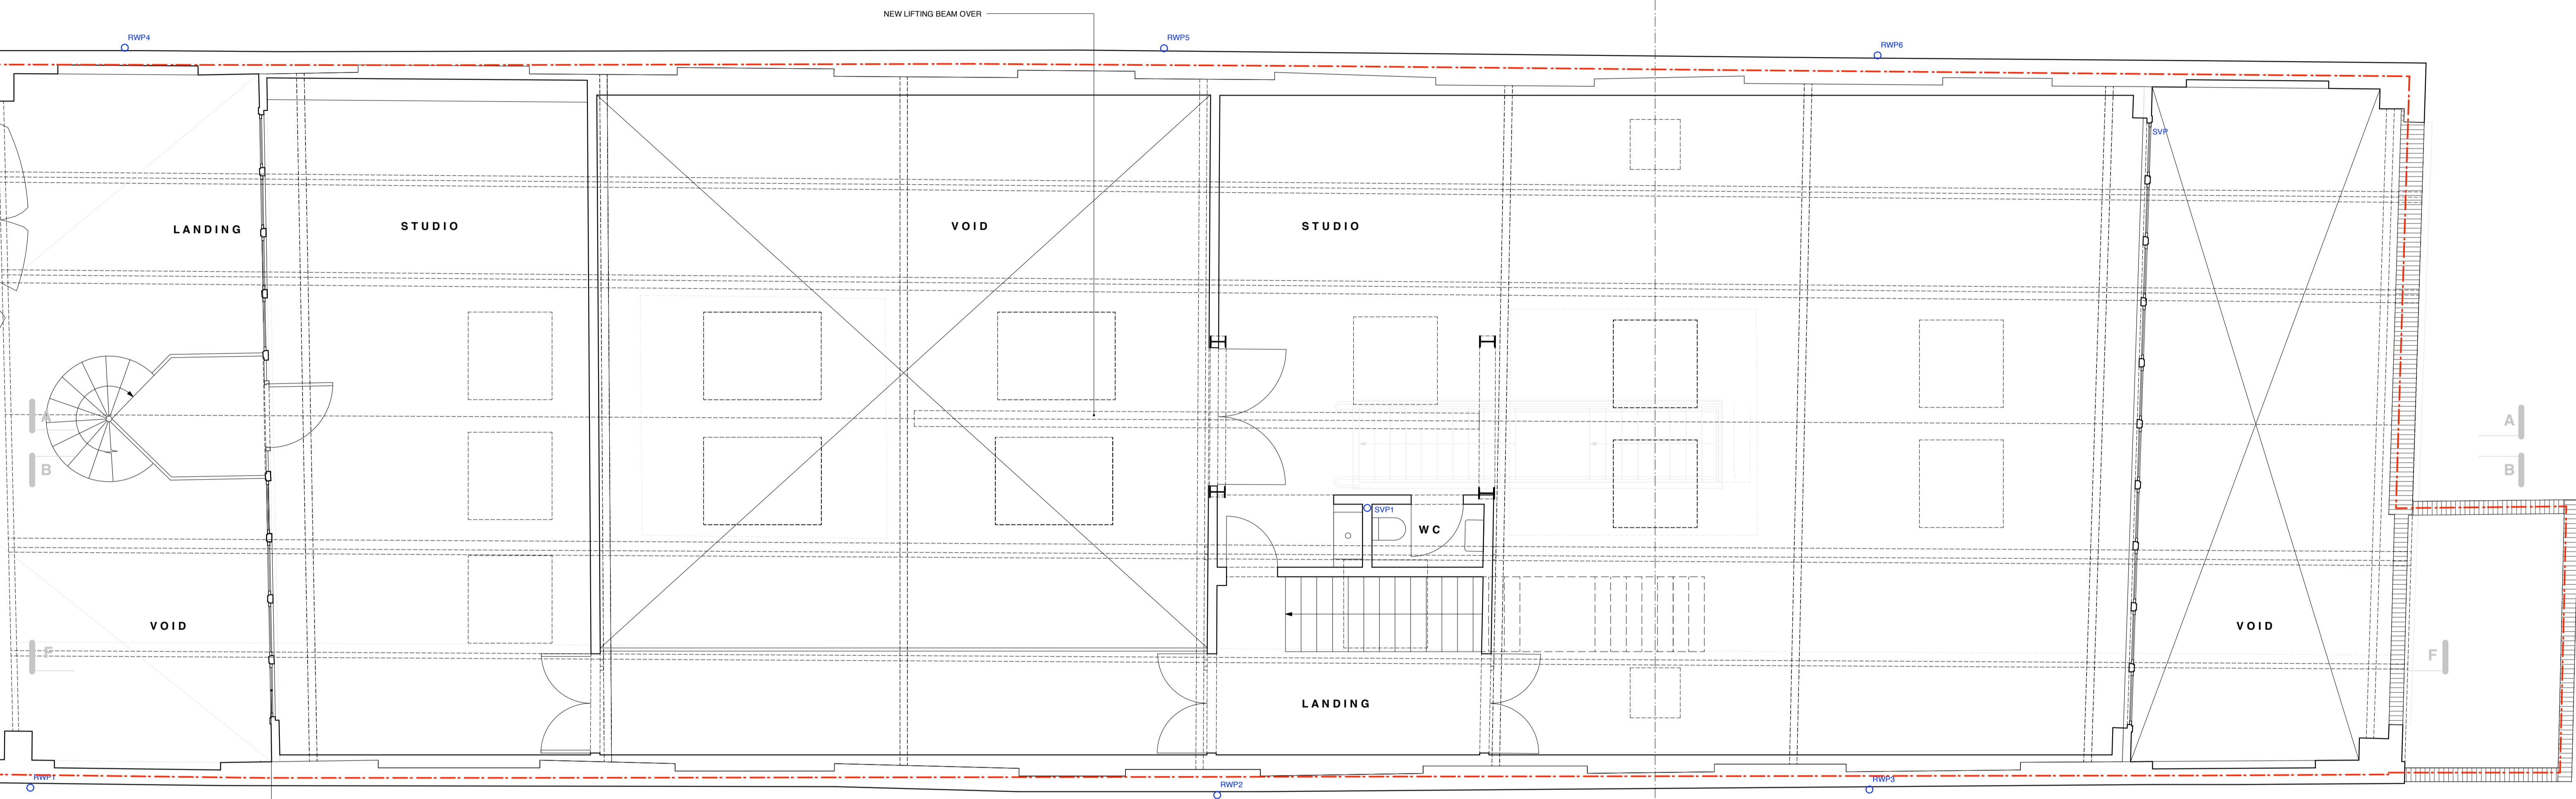 NEW LIFTING BEAM OVER
RWP4
RWP5
RWP6
SVP
LANDING
STUDIO
VOID
STUDIO
A
A
B
B
SVP1
WC
VOID
VOID
F
F
LANDING
RWP1
RWP2
RWP3